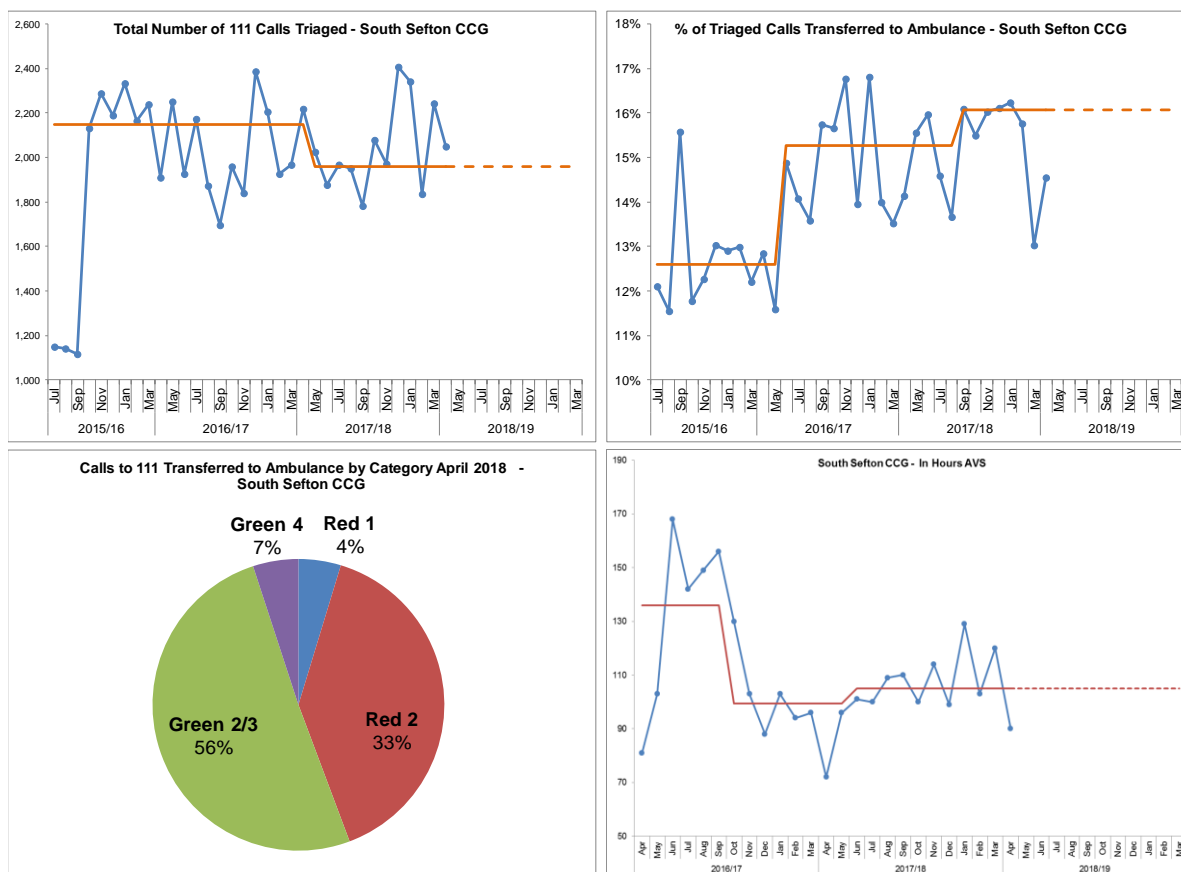 Total Number of 111 Calls Triaged - South Sefton CCG
2,600
2,400
2,200
2,000
1,800
1,600
1,400
1,200
1,000
Jul Sep Nov Jan Mar May Jul Sep Nov Jan Mar May Jul Sep Nov Jan Mar May Jul Sep Nov Jan Mar
2015/16 2016/17 2017/18 2018/19
% of Triaged Calls Transferred to Ambulance - South Sefton CCG
18%
17%
16%
15%
14%
13%
12%
11%
10%
Jul Sep Nov Jan Mar May Jul Sep Nov Jan Mar May Jul Sep Nov Jan Mar May Jul Sep Nov Jan Mar
2015/16 2016/17 2017/18 2018/19
Calls to 111 Transferred to Ambulance by Category April 2018 -
South Sefton CCG
Green 4
7%
Red 1
4%
Green 2/3
56%
Red 2
33%
South Sefton CCG - In Hours AVS
190
170
150
130
110
90
70
50
Apr May Jun Jul Aug Sep Oct Nov Dec Jan Feb Mar Apr May Jun Jul Aug Sep Oct Nov Dec Jan Feb Mar Apr May Jun Jul Aug Sep Oct Nov Dec Jan Feb Mar
2016/17 2017/18 2018/19